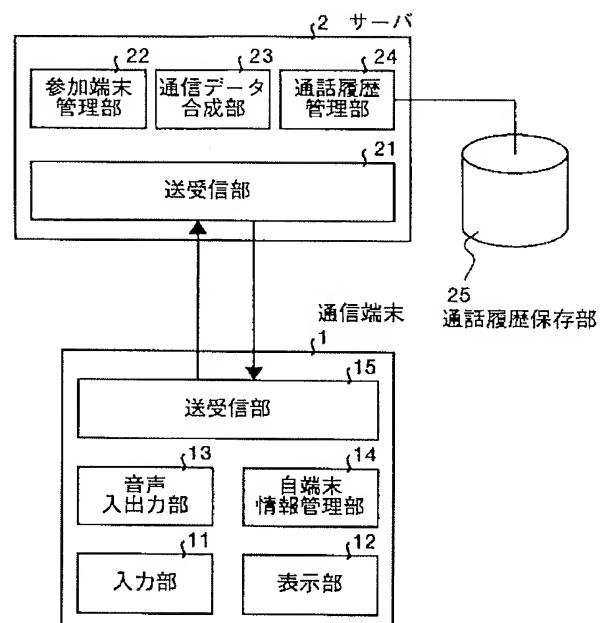 2 サーバ
22
参加端末
管理部
23
通信データ
合成部
24
通話履歴
管理部
21
送受信部
25
通話履歴保存部
通信端末
1
15
送受信部
13
音声
入出力部
14
自端末
情報管理部
11
入力部
12
表示部